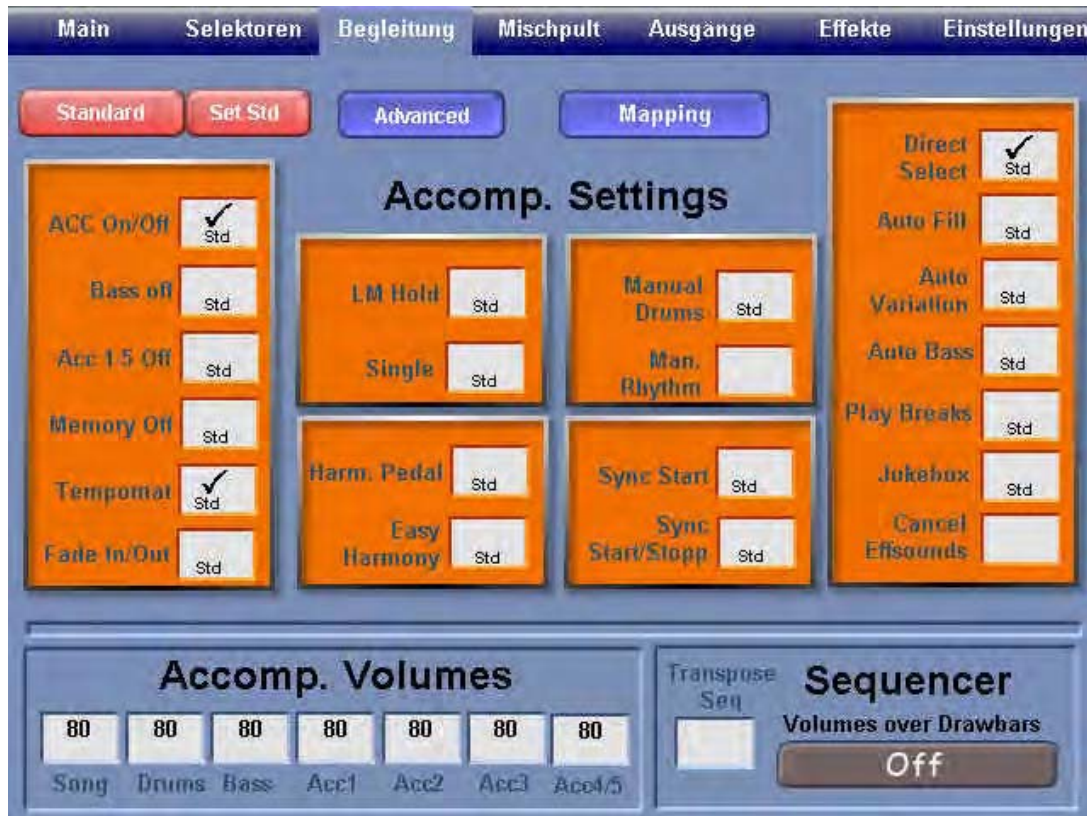 Main Selektoren Begleitung Mischpult Ausgänge Effekte Einstellungen
Standard Set Std Advanced Mapping
Accomp. Settings
ACC On/Off ✓ Std
Bass off Std
Acc 1.5 Off Std
Memory Off Std
Tempomat ✓ Std
Fade In/Out Std
LM Hold Std
Single Std
Harm. Pedal Std
Easy
Harmony Std
Manual
Drums Std
Man.
Rhythm
Sync Start Std
Sync
Start/Stopp Std
Direct
Select ✓ Std
Auto Fill Std
Auto
Variation Std
Auto Bass Std
Play Breaks Std
Jukebox Std
Cancel
Effsounds
Accomp. Volumes
80 80 80 80 80 80 80
Song Drums Bass Acc1 Acc2 Acc3 Acc4/5
Transpose
Seq
Sequencer
Volumes over Drawbars
Off